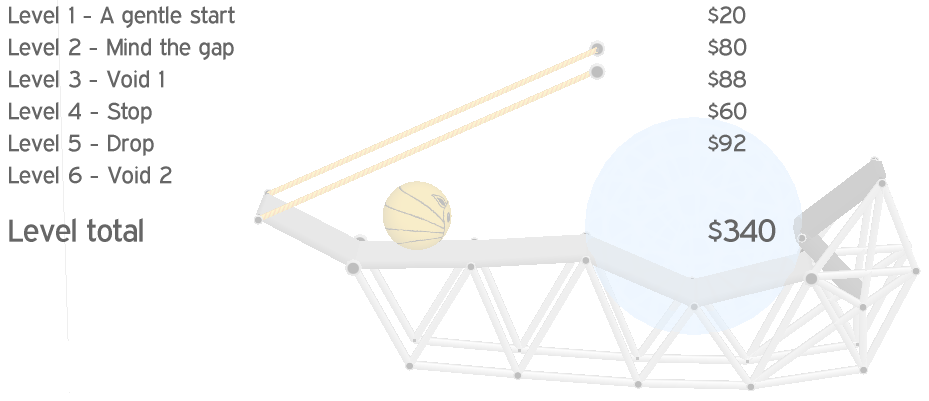 Level 1 - A gentle start $20
Level 2 - Mind the gap $80
Level 3 - Void 1 $88
Level 4 - Stop $60
Level 5 - Drop $92
Level 6 - Void 2
Level total $340